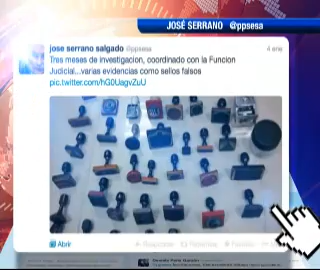 JOSÉ SERRANO @ppsesa
jose serrano salgado @ppsesa 4 ene
Tres meses de investigacion, coordinado con la Funcion
Judicial...varias evidencias como sellos falsos
pic.twitter.com/hG0UagvZuU
Abrir